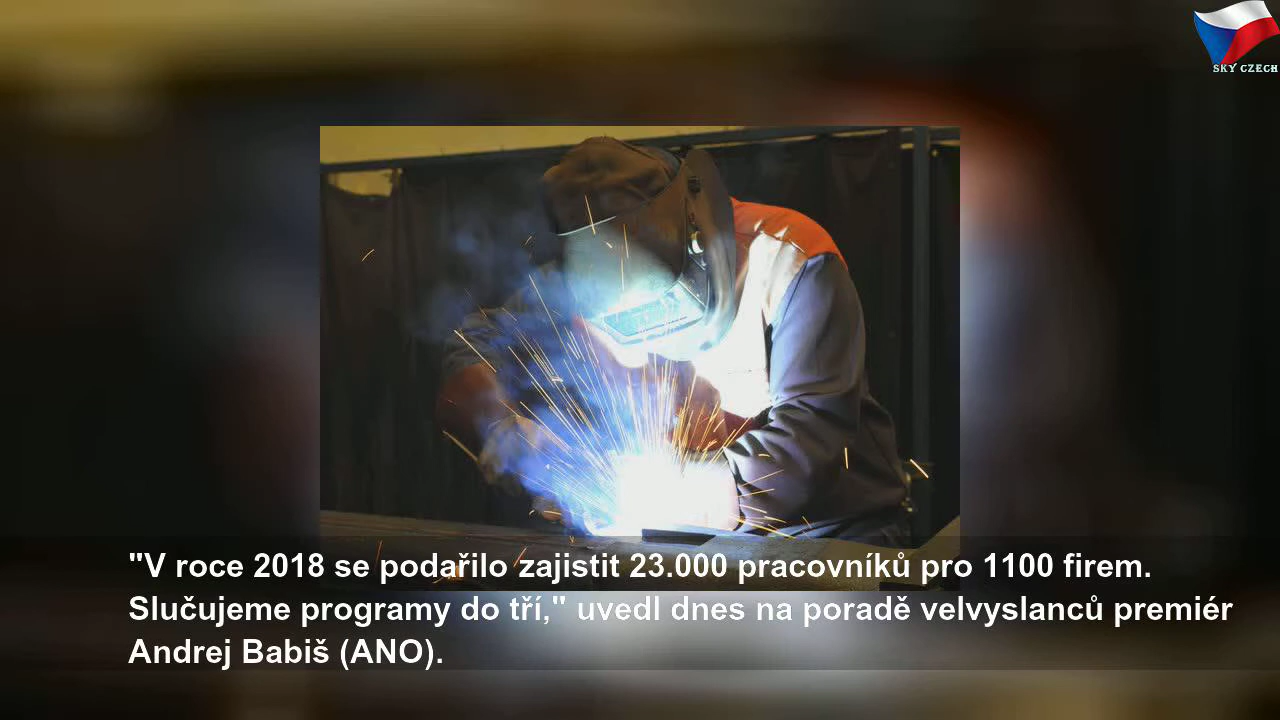 SKY CZECH
"V roce 2018 se podařilo zajistit 23.000 pracovníků pro 1100 firem.
Slučujeme programy do tří," uvedl dnes na poradě velvyslanců premiér
Andrej Babiš (ANO).